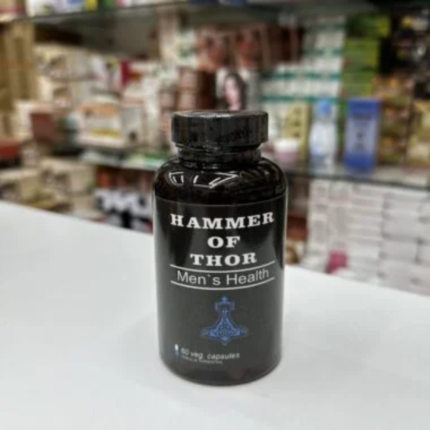 HAMMER
OF
THOR
Men`s Health
60 veg. capsules